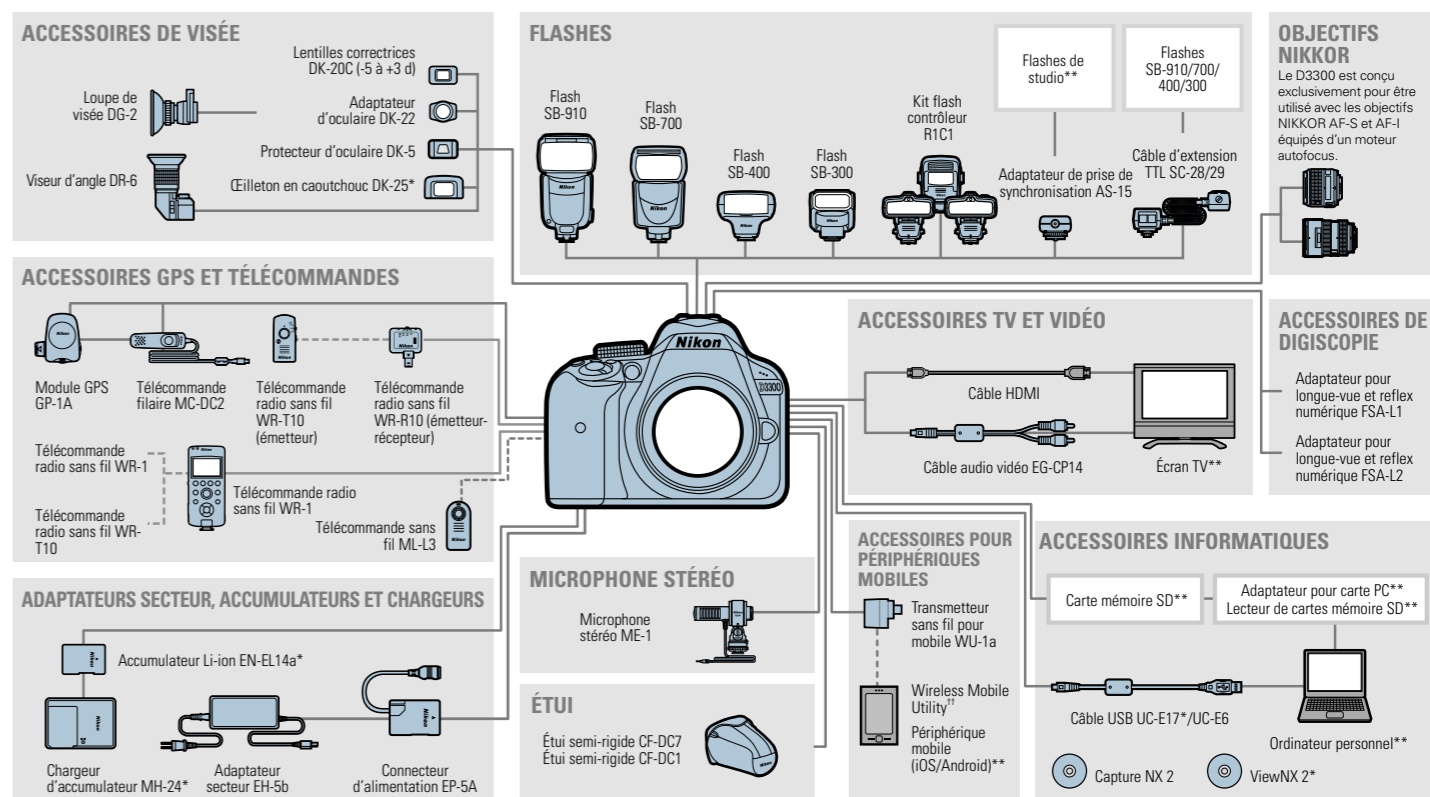 ACCESSOIRES DE VISÉE
Lentilles correctrices
DK-20C (-5 à +3 d)
Loupe de
visée DG-2
Adaptateur
d'oculaire DK-22
Protecteur d'oculaire DK-5
Viseur d'angle DR-6
Œilleton en caoutchouc DK-25*
FLASHES
Flash
SB-910
Flash
SB-700
Flash
SB-400
Flash
SB-300
Kit flash
contrôleur
R1C1
Flashes de
studio**
Adaptateur de prise de
synchronisation AS-15
Flashes
SB-910/700/
400/300
Câble d'extension
TTL SC-28/29
OBJECTIFS
NIKKOR
Le D3300 est conçu
exclusivement pour être
utilisé avec les objectifs
NIKKOR AF-S et AF-I
équipés d'un moteur
autofocus.
ACCESSOIRES GPS ET TÉLÉCOMMANDES
Module GPS
GP-1A
Télécommande
filaire MC-DC2
Télécommande
radio sans fil
WR-T10
(émetteur)
Télécommande
radio sans fil
WR-R10 (émetteur-
récepteur)
Télécommande
radio sans fil WR-1
Télécommande
radio sans fil WR-
T10
Télécommande radio
sans fil WR-1
Télécommande sans
fil ML-L3
Nikon
D3300
ACCESSOIRES TV ET VIDÉO
Câble HDMI
Câble audio vidéo EG-CP14
Écran TV**
ACCESSOIRES DE
DIGISCOPIE
Adaptateur pour
longue-vue et reflex
numérique FSA-L1
Adaptateur pour
longue-vue et reflex
numérique FSA-L2
ADAPTATEURS SECTEUR, ACCUMULATEURS ET CHARGEURS
Accumulateur Li-ion EN-EL14a*
Chargeur
d'accumulateur MH-24*
Adaptateur
secteur EH-5b
Connecteur
d'alimentation EP-5A
MICROPHONE STÉRÉO
Microphone
stéréo ME-1
ÉTUI
Étui semi-rigide CF-DC7
Étui semi-rigide CF-DC1
ACCESSOIRES POUR
PÉRIPHÉRIQUES
MOBILES
Transmetteur
sans fil pour
mobile WU-1a
Wireless Mobile
Utility††
Périphérique
mobile
(iOS/Android)**
ACCESSOIRES INFORMATIQUES
Carte mémoire SD**
Adaptateur pour carte PC**
Lecteur de cartes mémoire SD**
Câble USB UC-E17*/UC-E6
Ordinateur personnel**
Capture NX 2
ViewNX 2*